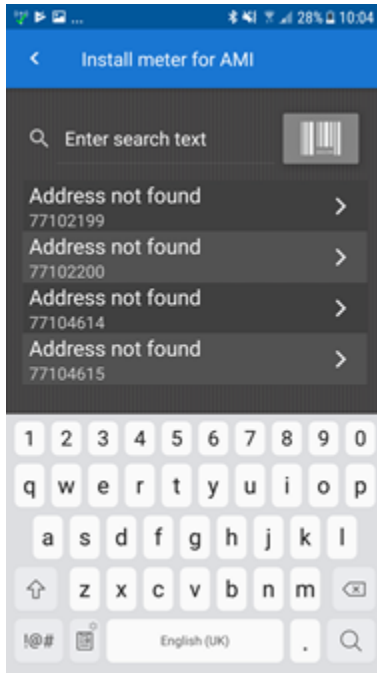 ... 28% 10:04
Install meter for AMI
Enter search text
Address not found
77102199
Address not found
77102200
Address not found
77104614
Address not found
77104615
1 2 3 4 5 6 7 8 9 0
q w e r t y u i o p
a s d f g h j k l
z x c v b n m
!@# English (UK) .